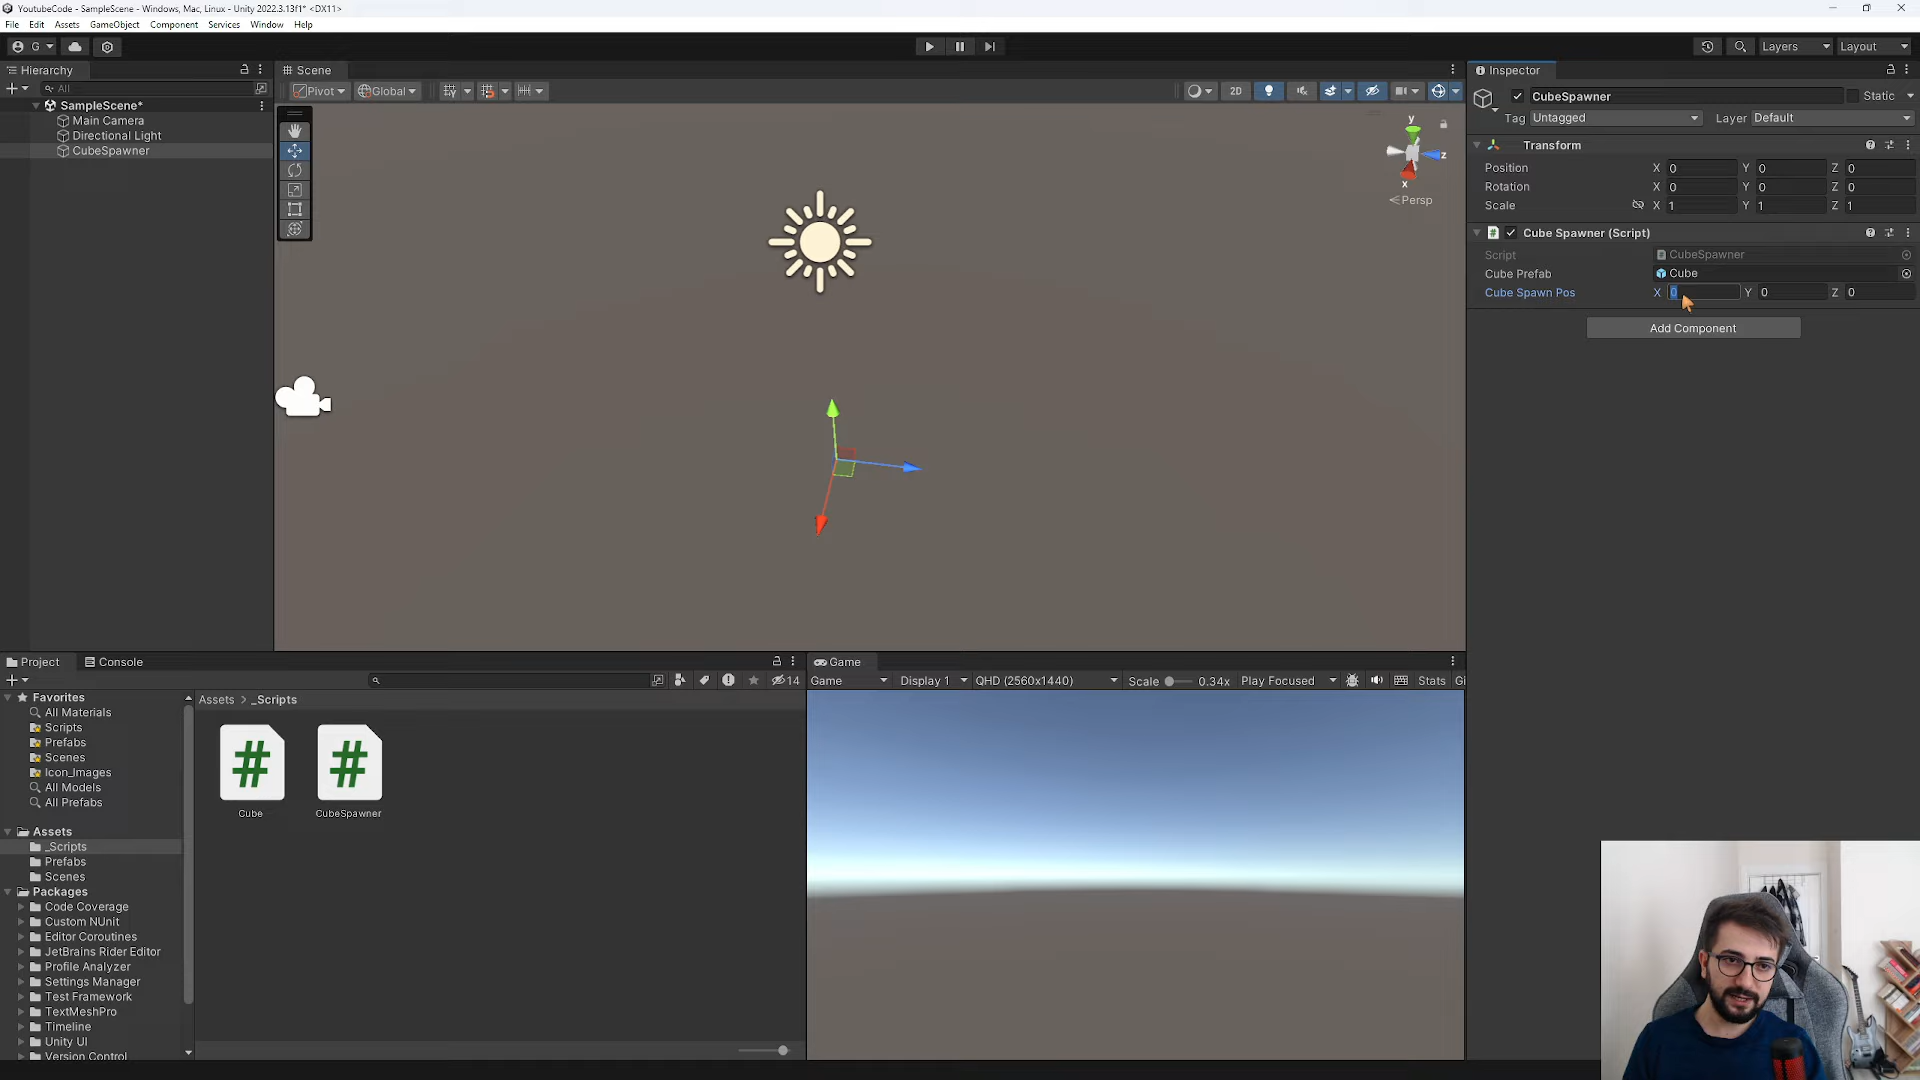 YoutubeCode - SampleScene - Windows, Mac, Linux - Unity 2022.3.13f1* <DX11>
File Edit Assets GameObject Component Services Window Help
G Layers Layout
Hierarchy
All
SampleScene*
Main Camera
Directional Light
CubeSpawner
Scene
Pivot Global 2D
y
z
x
Persp
Inspector
CubeSpawner Static
Tag Untagged Layer Default
Transform
Position X 0 Y 0 Z 0
Rotation X 0 Y 0 Z 0
Scale X 1 Y 1 Z 1
# Cube Spawner (Script)
Script CubeSpawner
Cube Prefab Cube
Cube Spawn Pos X 0 Y 0 Z 0
Add Component
Project Console
14
Favorites
All Materials
Scripts
Prefabs
Scenes
Icon_Images
All Models
All Prefabs
Assets
_Scripts
Prefabs
Scenes
Packages
Code Coverage
Custom NUnit
Editor Coroutines
JetBrains Rider Editor
Profile Analyzer
Settings Manager
Test Framework
TextMeshPro
Timeline
Unity UI
Version Control
Assets > _Scripts
# #
Cube CubeSpawner
Game
Game Display 1 QHD (2560x1440) Scale 0.34x Play Focused Stats Gi